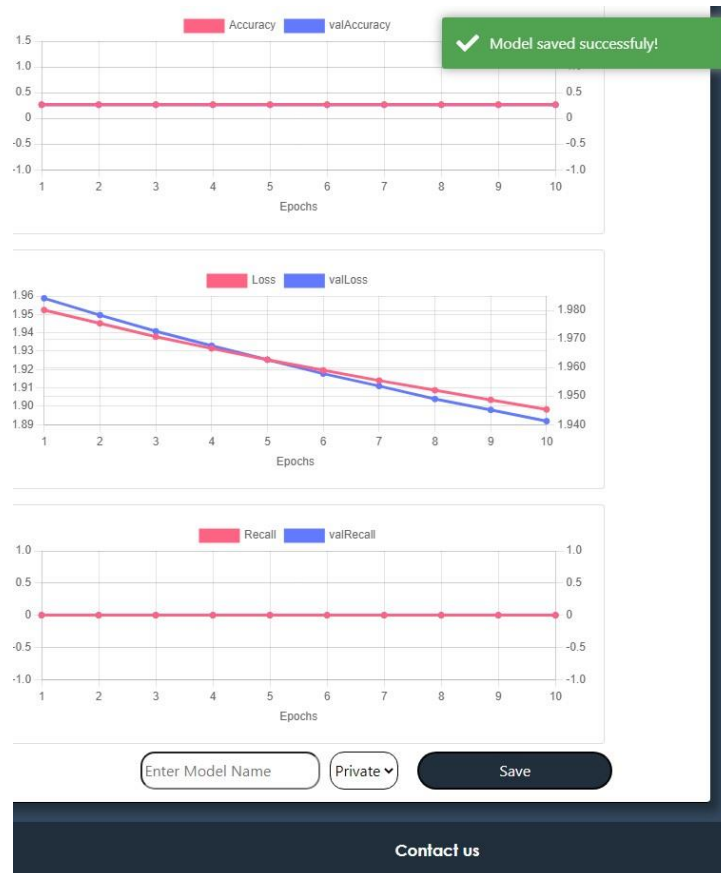 Accuracy valAccuracy
Model saved successfuly!
1.5
1.0
0.5 0.5
0 0
-0.5 -0.5
-1.0 -1.0
1 2 3 4 5 6 7 8 9 10
Epochs
Loss valLoss
1.96
1.95 1.980
1.94
1.93 1.970
1.92 1.960
1.91
1.90 1.950
1.89 1.940
1 2 3 4 5 6 7 8 9 10
Epochs
Recall valRecall
1.0 1.0
0.5 0.5
0 0
-0.5 -0.5
-1.0 -1.0
1 2 3 4 5 6 7 8 9 10
Epochs
Enter Model Name Private Save
Contact us